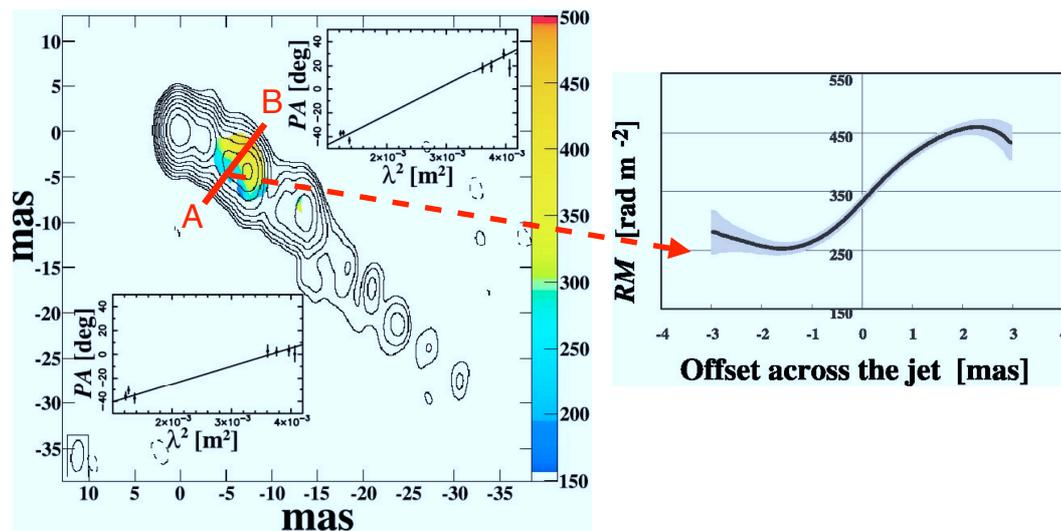 10
5
0
-5
-10
-15
-20
-25
-30
-35
mas
10 5 0 -5 -10 -15 -20 -25 -30 -35
mas
B
A
PA [deg]
40
20
0
-20
-40
2×10⁻³ 3×10⁻³ 4×10⁻³
λ² [m²]
PA [deg]
40
20
0
-20
-40
2×10⁻³ 3×10⁻³ 4×10⁻³
λ² [m²]
500
450
400
350
300
250
200
150
RM [rad m -2]
550
450
350
250
150
-4 -3 -2 -1 0 1 2 3 4
Offset across the jet [mas]